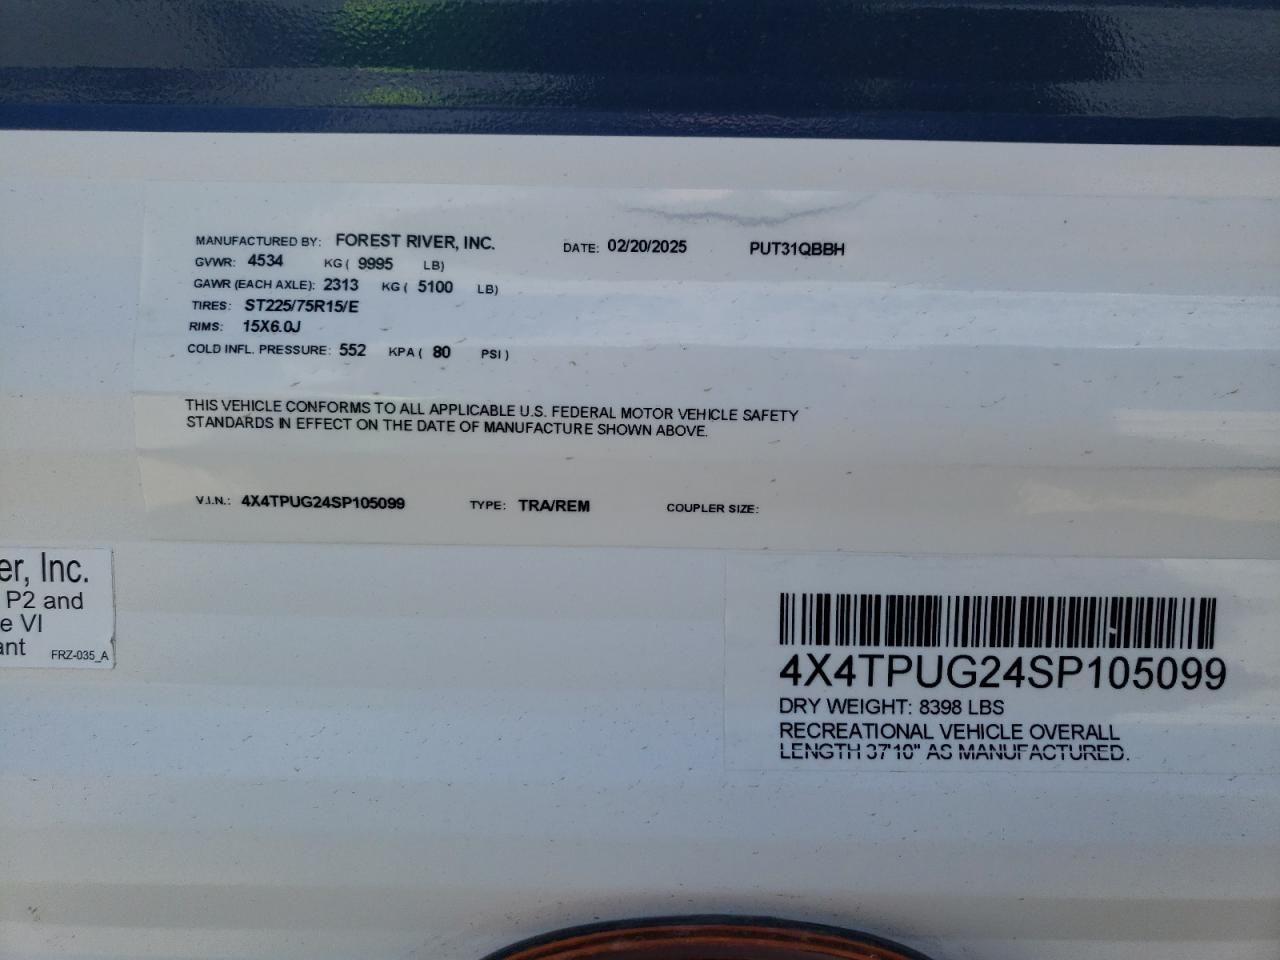 MANUFACTURED BY: FOREST RIVER, INC. DATE: 02/20/2025 PUT31QBBH
GVWR: 4534 KG ( 9995 LB)
GAWR (EACH AXLE): 2313 KG ( 5100 LB)
TIRES: ST225/75R15/E
RIMS: 15X6.0J
COLD INFL. PRESSURE: 552 KPA ( 80 PSI )
THIS VEHICLE CONFORMS TO ALL APPLICABLE U.S. FEDERAL MOTOR VEHICLE SAFETY
STANDARDS IN EFFECT ON THE DATE OF MANUFACTURE SHOWN ABOVE.
V.I.N.: 4X4TPUG24SP105099 TYPE: TRA/REM COUPLER SIZE:
er, Inc.
P2 and
e VI
ant FRZ-035_A
4X4TPUG24SP105099
DRY WEIGHT: 8398 LBS
RECREATIONAL VEHICLE OVERALL
LENGTH 37'10" AS MANUFACTURED.